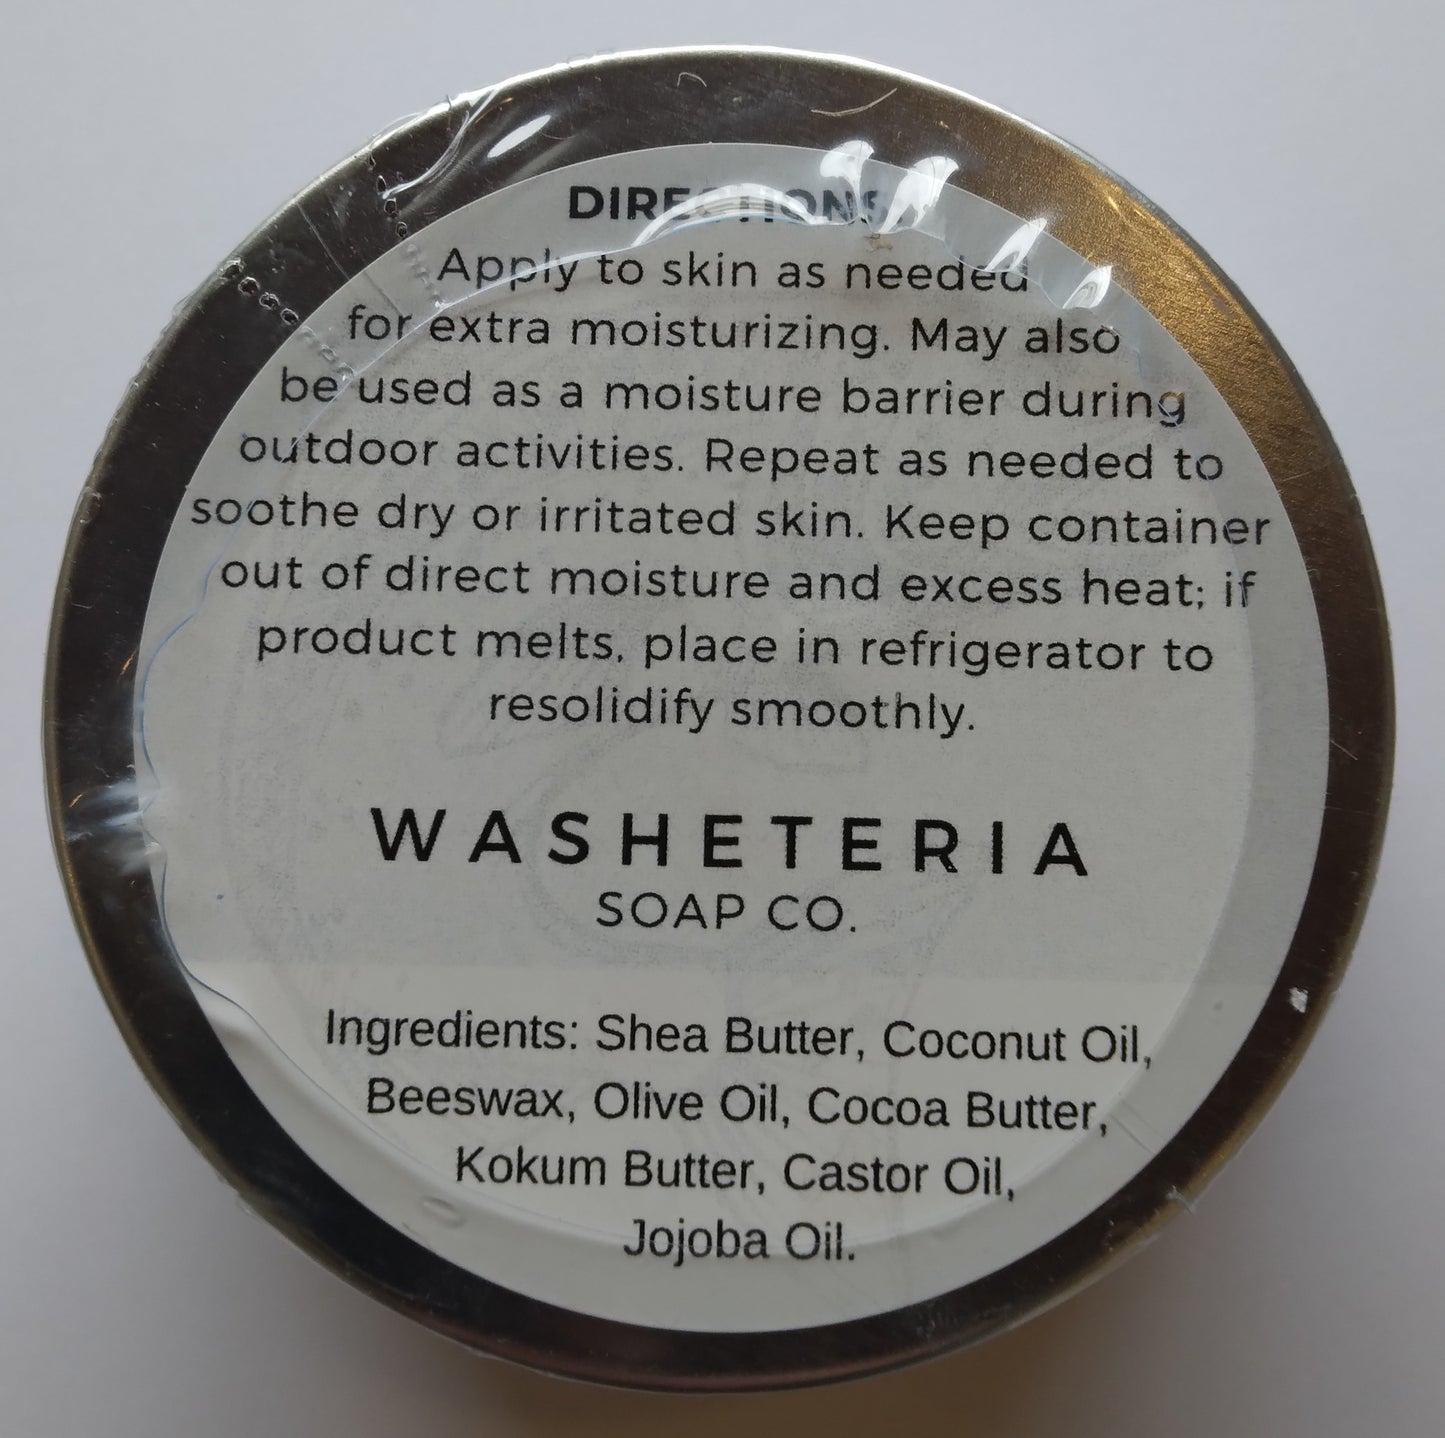 DIRECTIONS
Apply to skin as needed
for extra moisturizing. May also
be used as a moisture barrier during
outdoor activities. Repeat as needed to
soothe dry or irritated skin. Keep container
out of direct moisture and excess heat; if
product melts, place in refrigerator to
resolidify smoothly.
WASHETERIA
SOAP CO.
Ingredients: Shea Butter, Coconut Oil,
Beeswax, Olive Oil, Cocoa Butter,
Kokum Butter, Castor Oil,
Jojoba Oil.